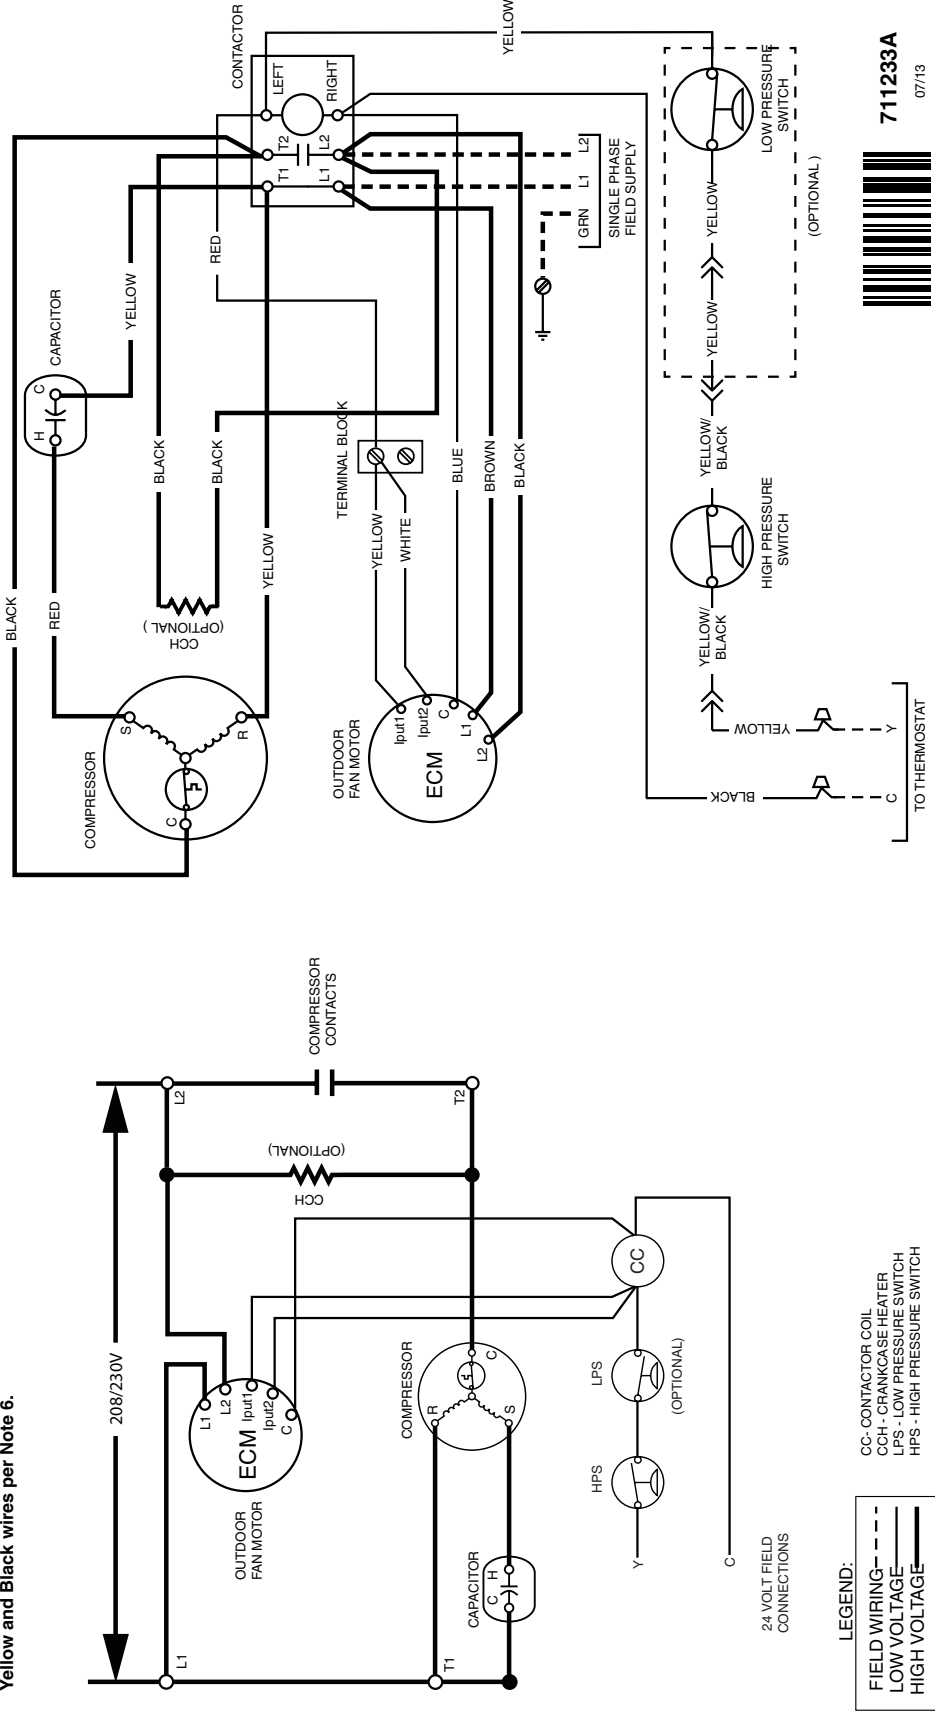 Yellow and Black wires per Note 6.
208/230V
L1
L2
COMPRESSOR
CONTACTS
CCH
(OPTIONAL)
T1
T2
OUTDOOR
FAN MOTOR
ECM
L1
L2
Iput1
Iput2
C
COMPRESSOR
R
S
C
CAPACITOR
C
H
HPS
LPS
(OPTIONAL)
CC
Y
C
24 VOLT FIELD
CONNECTIONS
LEGEND:
FIELD WIRING
LOW VOLTAGE
HIGH VOLTAGE
CC- CONTACTOR COIL
CCH - CRANKCASE HEATER
LPS - LOW PRESSURE SWITCH
HPS - HIGH PRESSURE SWITCH
BLACK
RED
CAPACITOR
H
C
YELLOW
COMPRESSOR
S
R
C
CCH
(OPTIONAL )
BLACK
BLACK
YELLOW
RED
CONTACTOR
LEFT
RIGHT
T2
L2
T1
L1
YELLOW
TERMINAL BLOCK
YELLOW
WHITE
BLUE
BROWN
BLACK
OUTDOOR
FAN MOTOR
ECM
Iput1
Iput2
C
L1
L2
GRN
L1
L2
SINGLE PHASE
FIELD SUPPLY
LOW PRESSURE
SWITCH
(OPTIONAL )
YELLOW
YELLOW
YELLOW/
BLACK
HIGH PRESSURE
SWITCH
YELLOW/
BLACK
YELLOW
BLACK
C
Y
TO THERMOSTAT
711233A
07/13